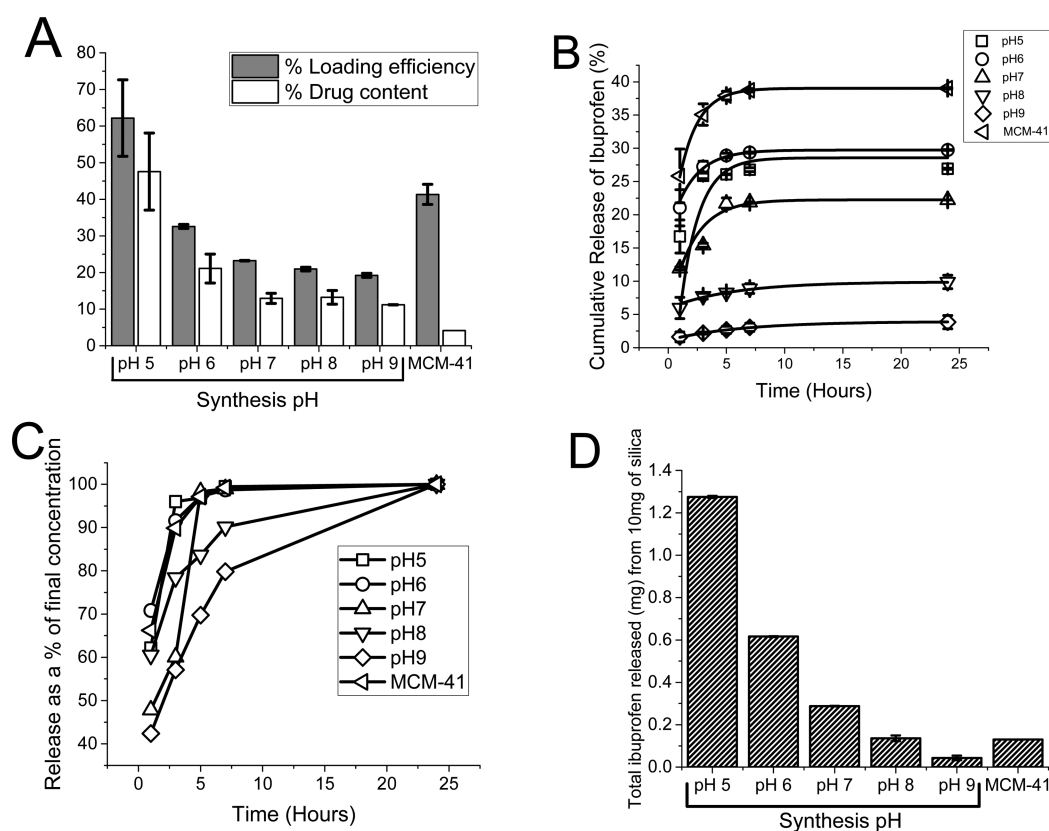 A
80
70
60
50
40
30
20
10
0
% Loading efficiency
% Drug content
pH 5 pH 6 pH 7 pH 8 pH 9 MCM-41
Synthesis pH
B
Cumulative Release of Ibuprofen (%)
40
35
30
25
20
15
10
5
0
0 5 10 15 20 25
Time (Hours)
pH5
pH6
pH7
pH8
pH9
MCM-41
C
Release as a % of final concentration
100
90
80
70
60
50
40
0 5 10 15 20 25
Time (Hours)
pH5
pH6
pH7
pH8
pH9
MCM-41
D
Total ibuprofen released (mg) from 10mg of silica
1.4
1.2
1.0
0.8
0.6
0.4
0.2
0.0
pH 5 pH 6 pH 7 pH 8 pH 9 MCM-41
Synthesis pH